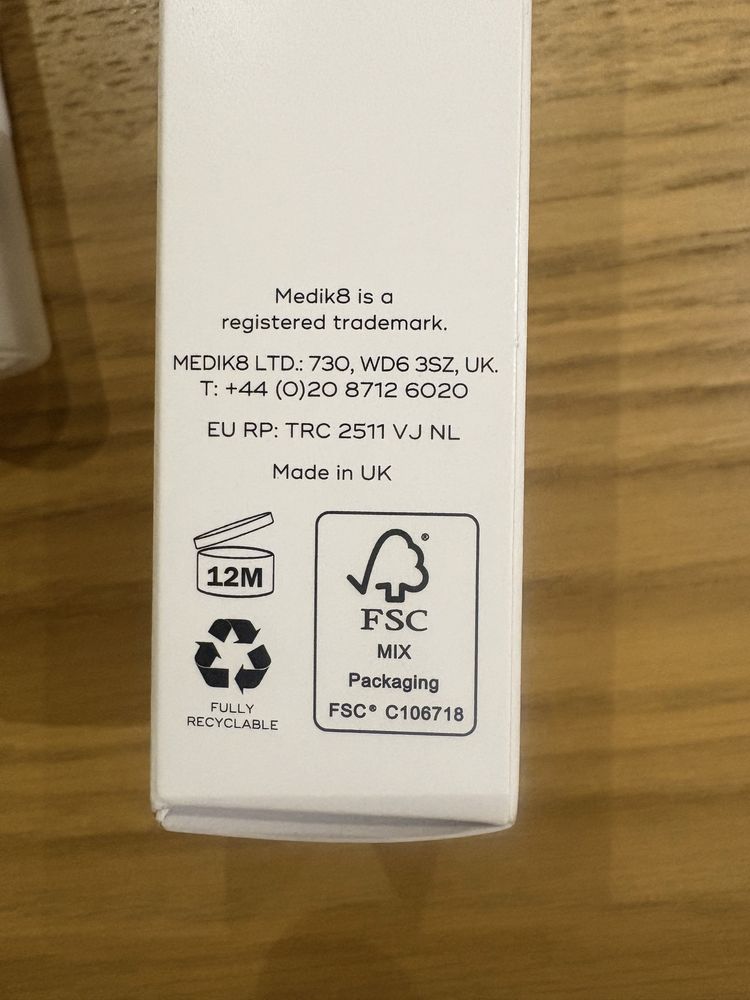 Medik8 is a
registered trademark.
MEDIK8 LTD.: 730, WD6 3SZ, UK.
T: +44 (0)20 8712 6020
EU RP: TRC 2511 VJ NL
Made in UK
12M
FULLY
RECYCLABLE
®
FSC
MIX
Packaging
FSC® C106718